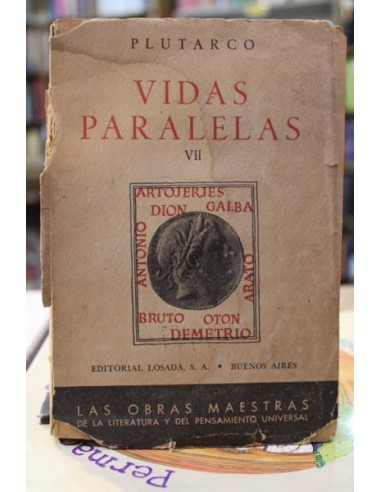 PLUTARCO
VIDAS
PARALELAS
VII
ARTOJERJES
DION GALBA
ANTONIO
ARATO
BRUTO OTON
DEMETRIO
EDITORIAL LOSADA, S. A. • BUENOS AIRES
LAS OBRAS MAESTRAS
DE LA LITERATURA Y DEL PENSAMIENTO UNIVERSAL
Perma